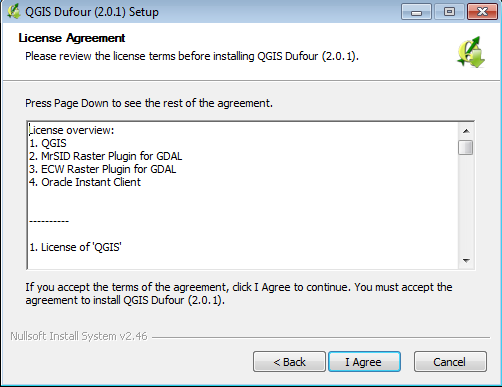 QGIS Dufour (2.0.1) Setup
License Agreement
Please review the license terms before installing QGIS Dufour (2.0.1).
Press Page Down to see the rest of the agreement.
License overview:
1. QGIS
2. MrSID Raster Plugin for GDAL
3. ECW Raster Plugin for GDAL
4. Oracle Instant Client
----------
1. License of 'QGIS'
If you accept the terms of the agreement, click I Agree to continue. You must accept the
agreement to install QGIS Dufour (2.0.1).
Nullsoft Install System v2.46
< Back
I Agree
Cancel